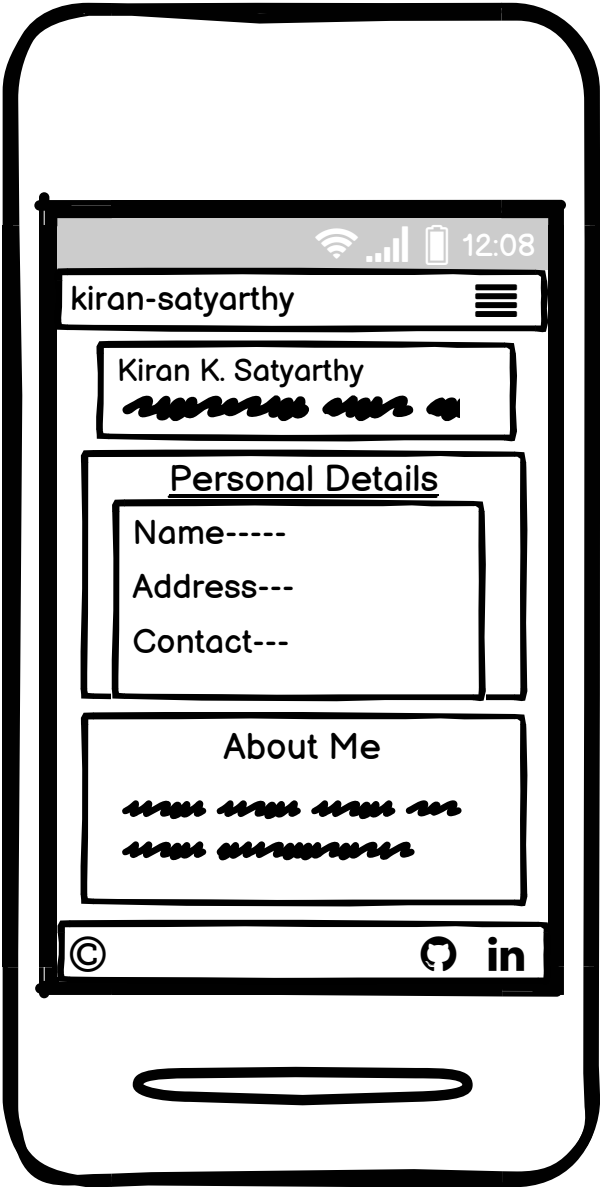 12:08
kiran-satyarthy
Kiran K. Satyarthy
Personal Details
Name-----
Address---
Contact---
About Me
©
in